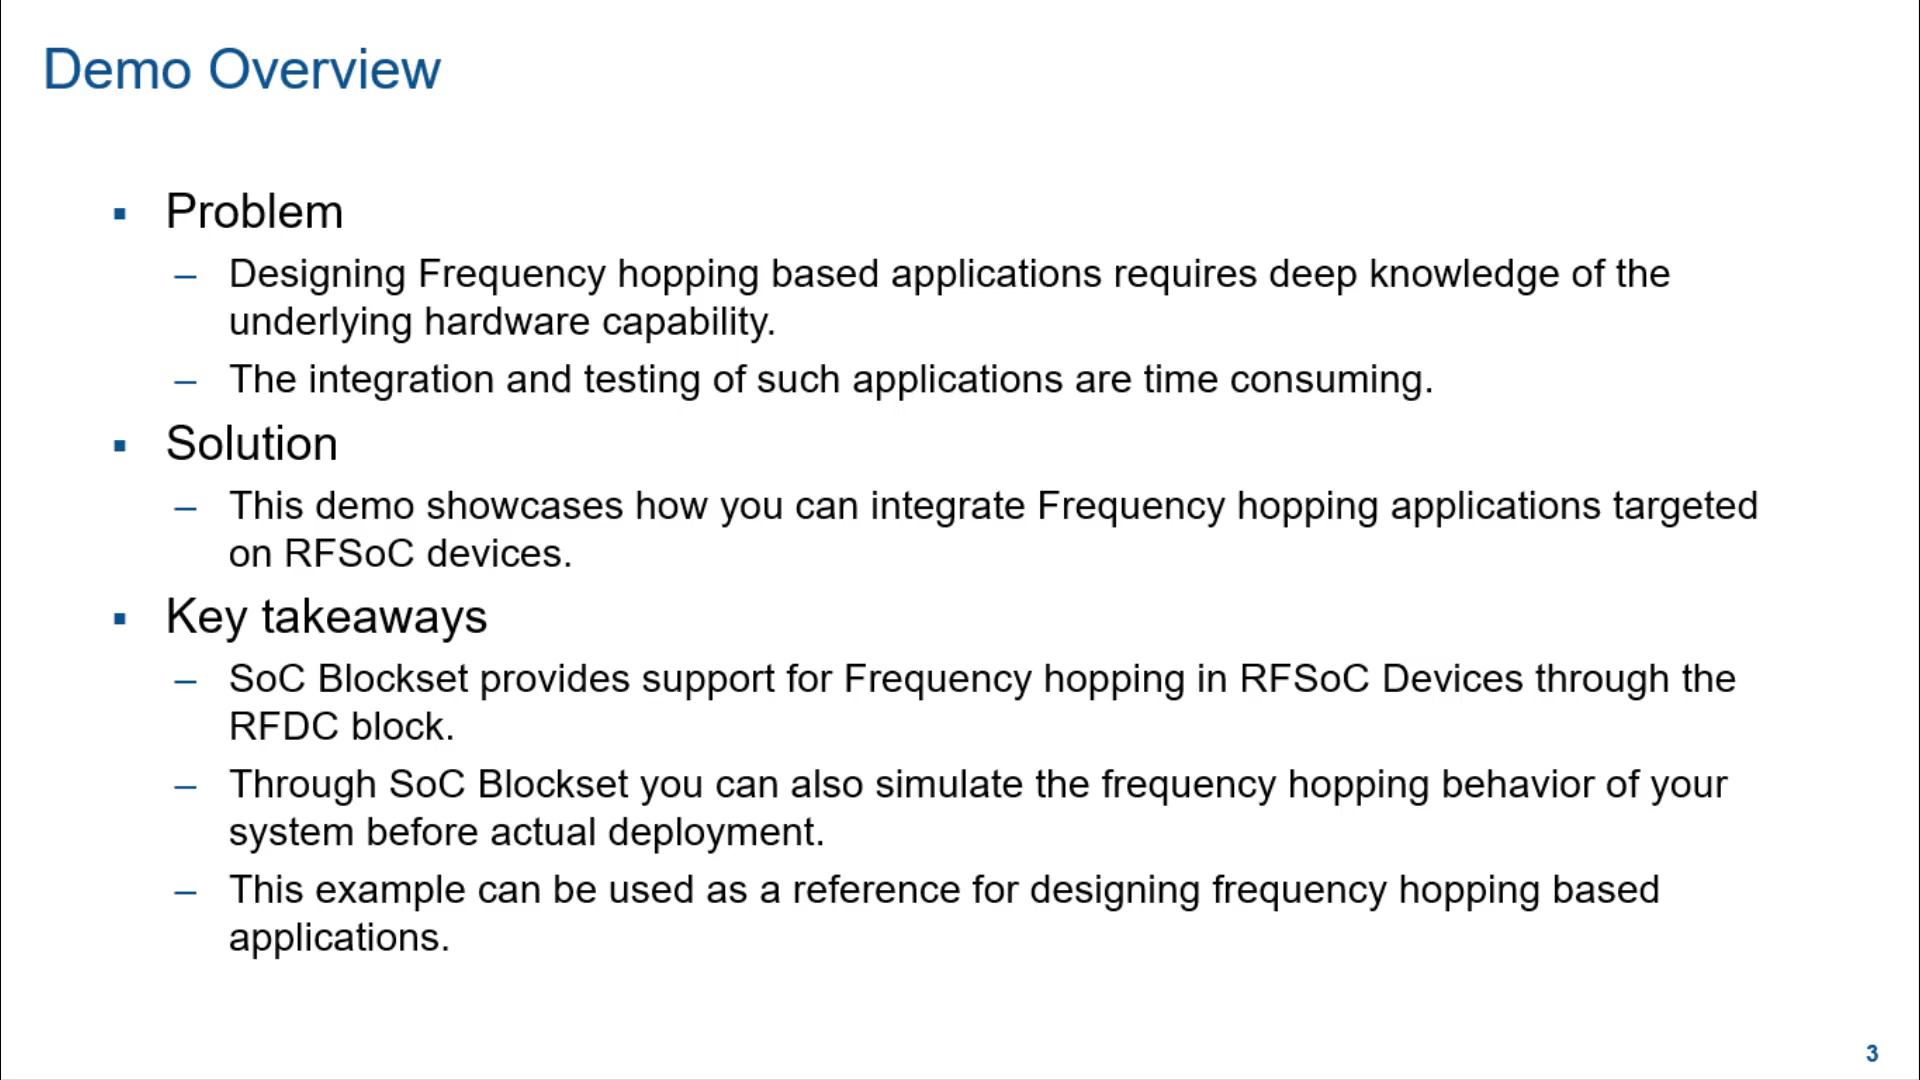 Demo Overview
▪ Problem
– Designing Frequency hopping based applications requires deep knowledge of the
underlying hardware capability.
– The integration and testing of such applications are time consuming.
▪ Solution
– This demo showcases how you can integrate Frequency hopping applications targeted
on RFSoC devices.
▪ Key takeaways
– SoC Blockset provides support for Frequency hopping in RFSoC Devices through the
RFDC block.
– Through SoC Blockset you can also simulate the frequency hopping behavior of your
system before actual deployment.
– This example can be used as a reference for designing frequency hopping based
applications.
3